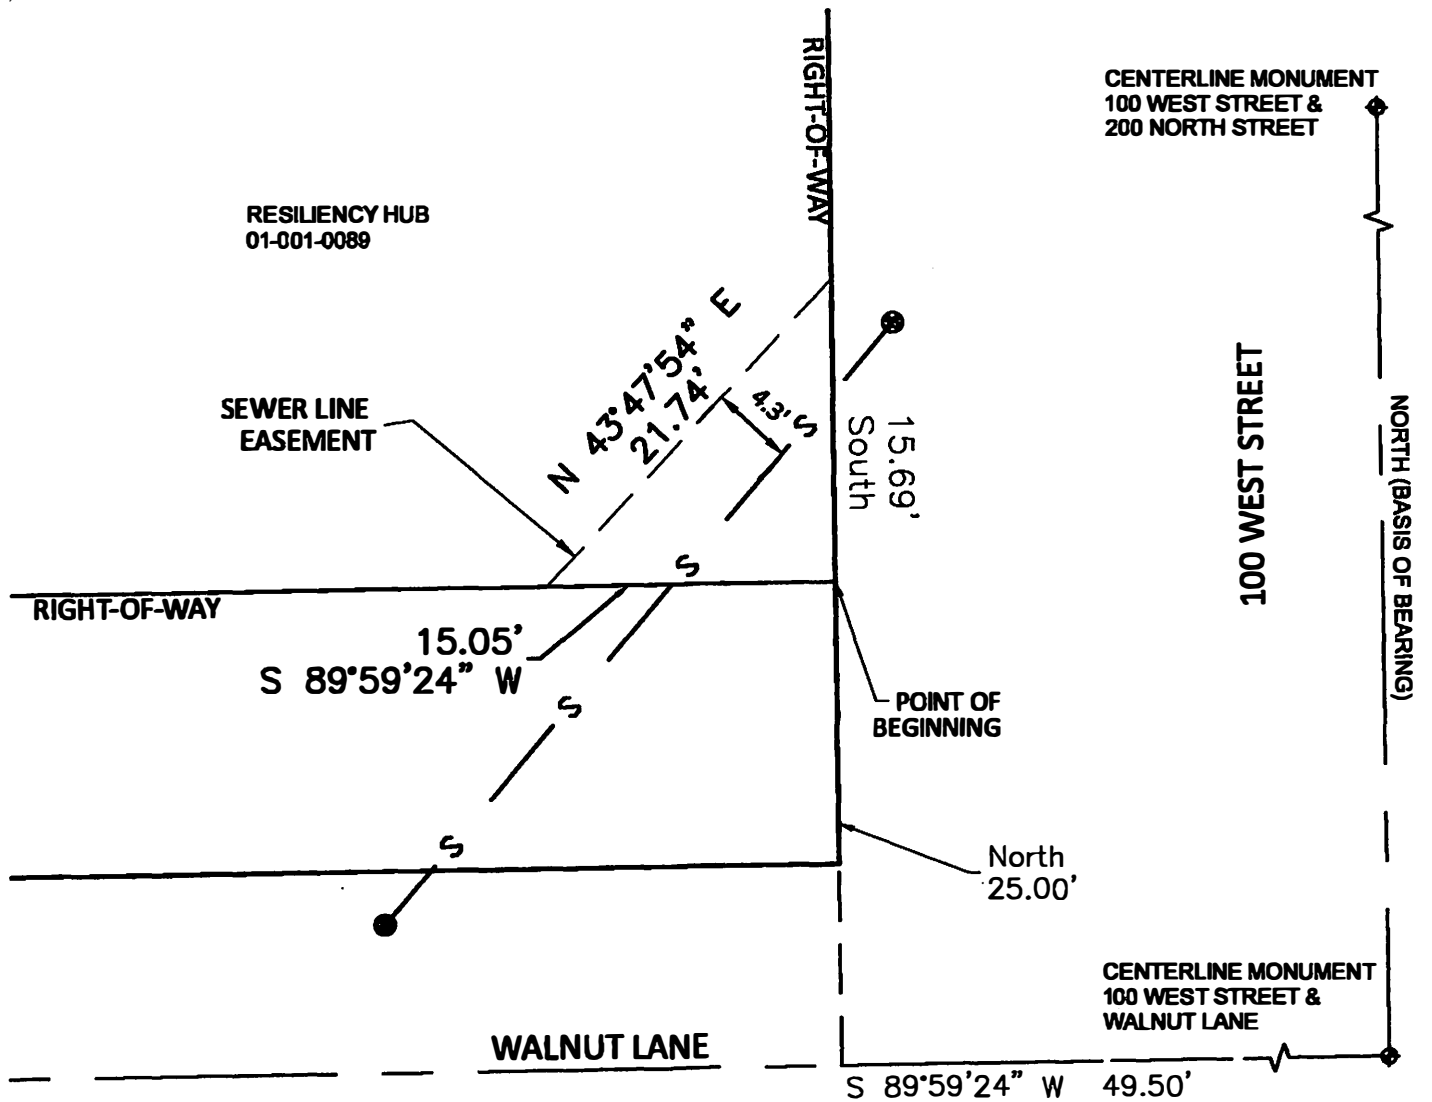 RIGHT-OF-WAY
CENTERLINE MONUMENT
100 WEST STREET &
200 NORTH STREET
RESILIENCY HUB
01-001-0089
N 43°47'54" E
21.74'
4.3'
S
SEWER LINE
EASEMENT
15.69'
South
100 WEST STREET
NORTH (BASIS OF BEARING)
S
RIGHT-OF-WAY
15.05'
S 89°59'24" W
S
POINT OF
BEGINNING
S
North
25.00'
CENTERLINE MONUMENT
100 WEST STREET &
WALNUT LANE
WALNUT LANE
S 89°59'24" W 49.50'